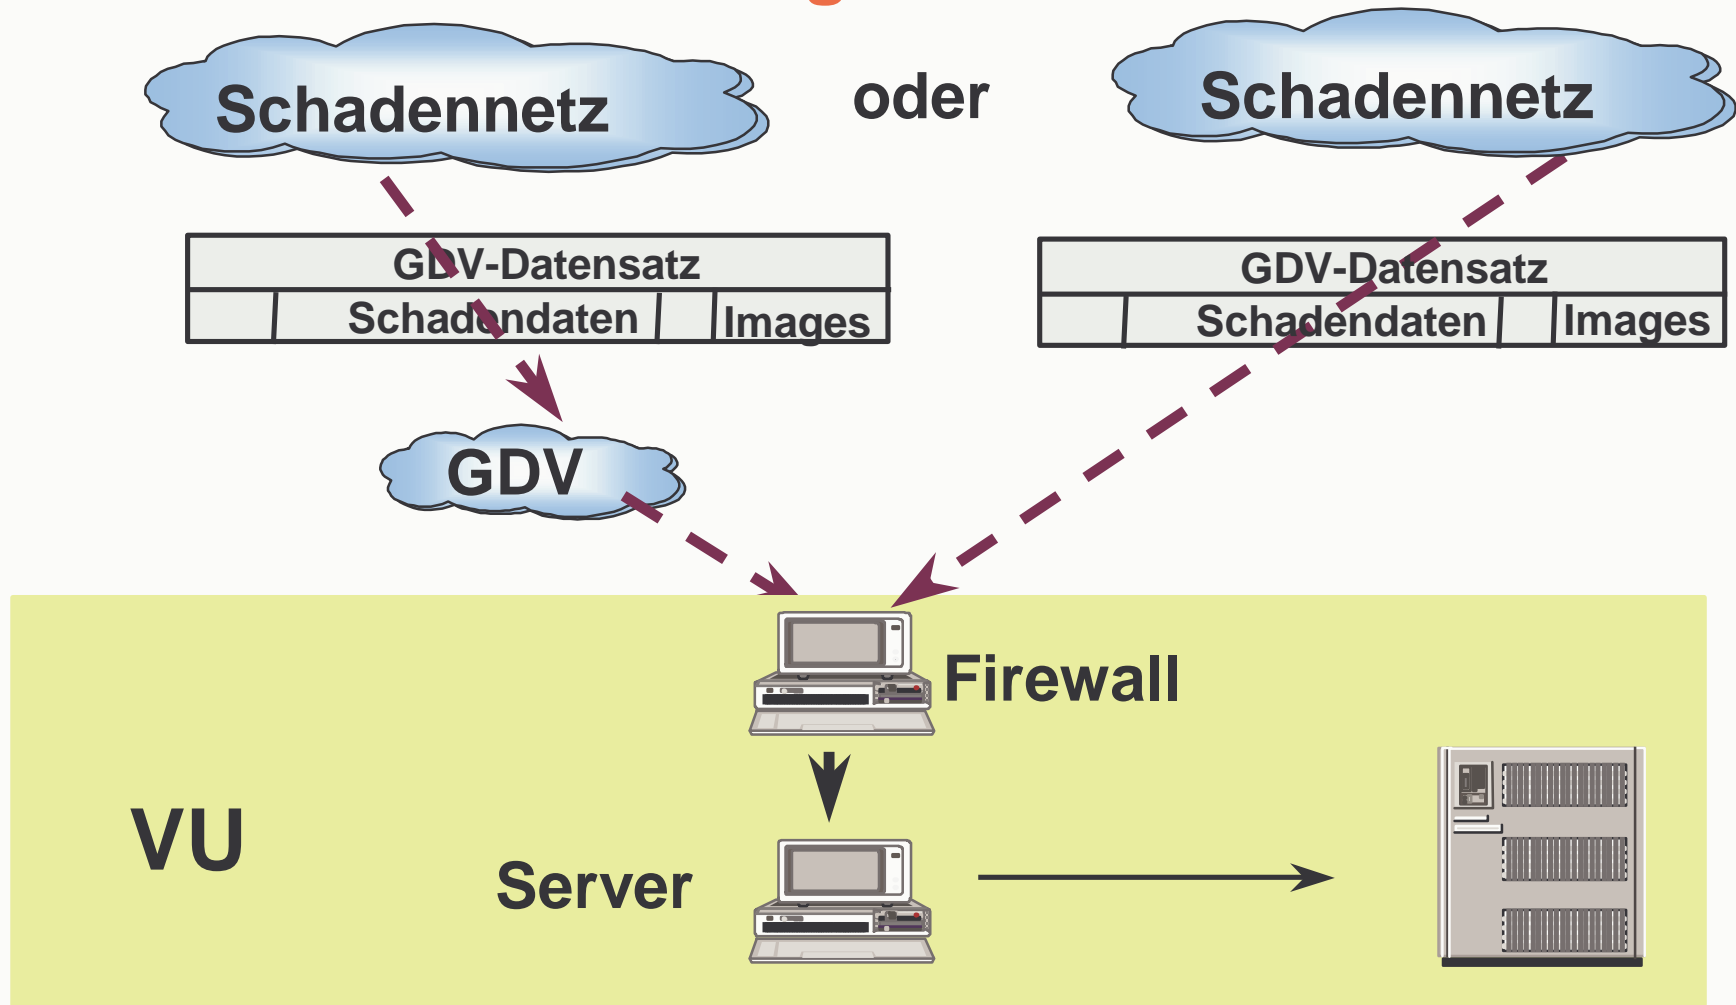 Schadennetz
oder
Schadennetz
GDV-Datensatz
Schadendaten
Images
GDV-Datensatz
Schadendaten
Images
GDV
Firewall
VU
Server